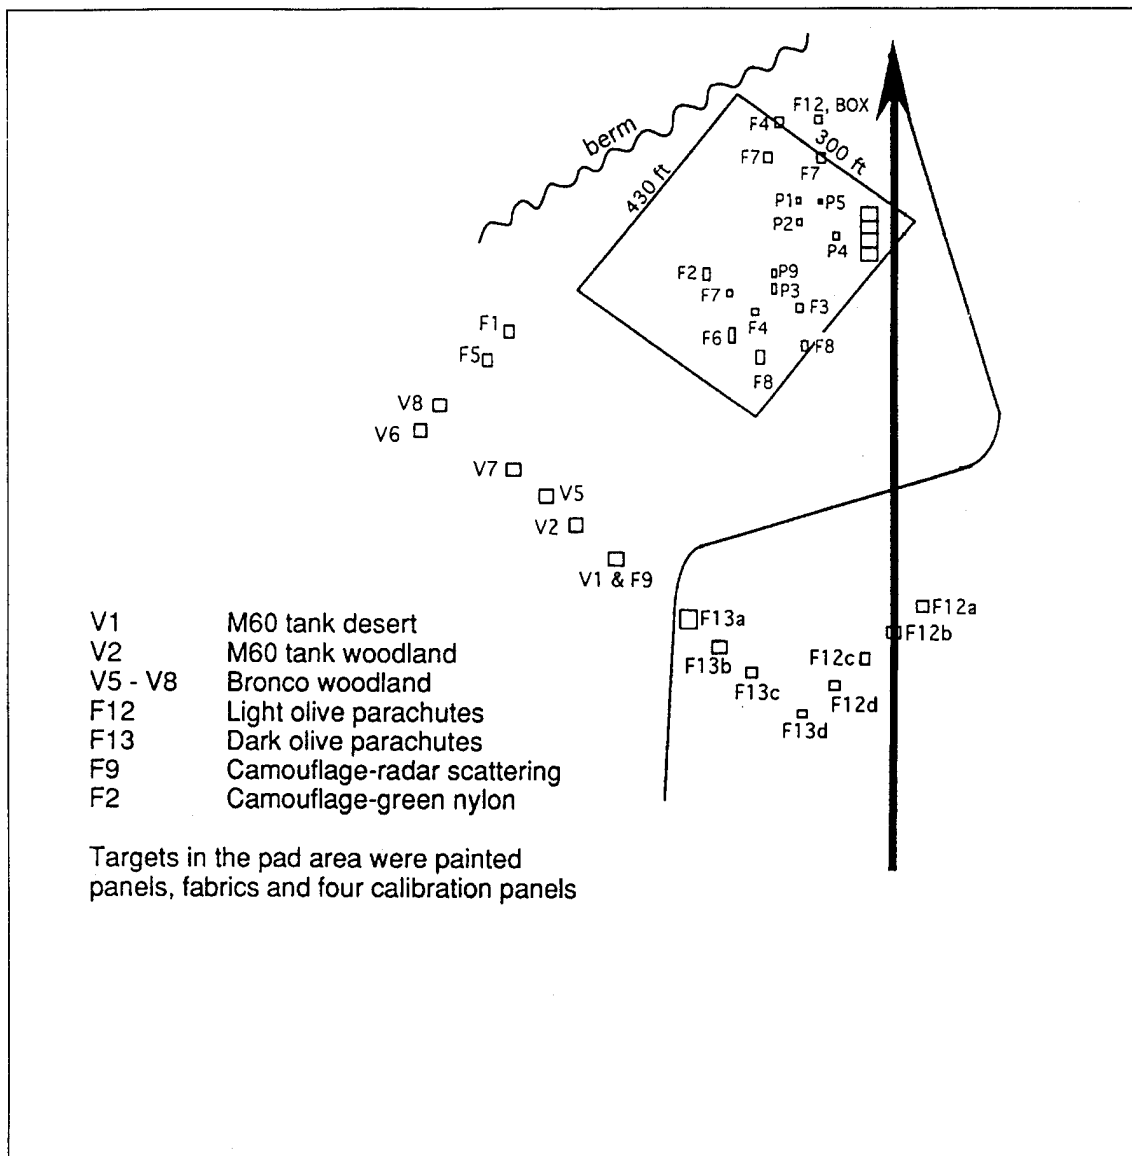 F12, BOX
F4
berm
300 ft
F7
F7
430 ft
P1
P5
P2
P4
F2
P9
F7
P3
F3
F4
F1
F6
F8
F5
F8
V8
V6
V7
V5
V2
V1 & F9
F12a
V1 M60 tank desert
F13a
F12b
V2 M60 tank woodland
F13b
F12c
V5 - V8 Bronco woodland
F13c
F12d
F12 Light olive parachutes
F13d
F13 Dark olive parachutes
F9 Camouflage-radar scattering
F2 Camouflage-green nylon
Targets in the pad area were painted
panels, fabrics and four calibration panels